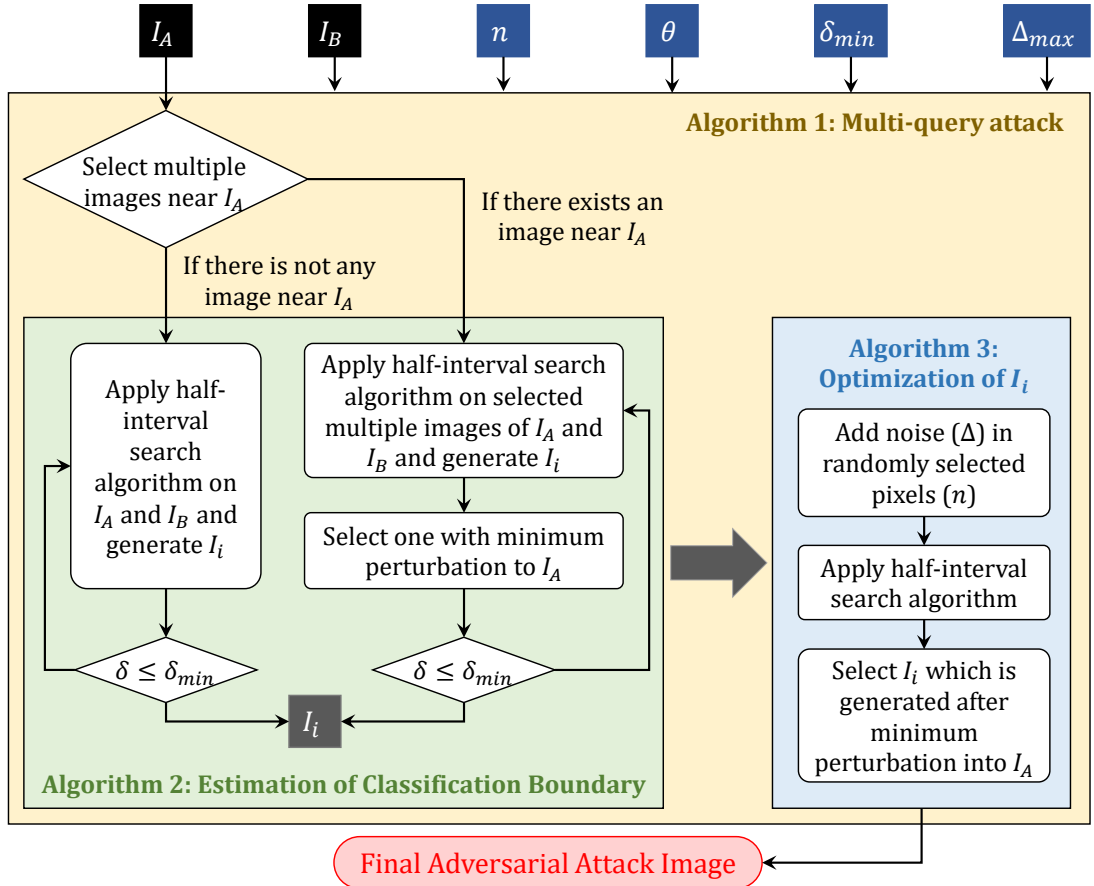 I_A
I_B
n
θ
δ_min
Δ_max
Algorithm 1: Multi-query attack
Select multiple
images near I_A
If there exists an
image near I_A
If there is not any
image near I_A
Apply half-
interval
search
algorithm on
I_A and I_B and
generate I_i
δ ≤ δ_min
Apply half-interval search
algorithm on selected
multiple images of I_A and
I_B and generate I_i
Select one with minimum
perturbation to I_A
δ ≤ δ_min
I_i
Algorithm 2: Estimation of Classification Boundary
Algorithm 3:
Optimization of I_i
Add noise (Δ) in
randomly selected
pixels (n)
Apply half-interval
search algorithm
Select I_i which is
generated after
minimum
perturbation into I_A
Final Adversarial Attack Image